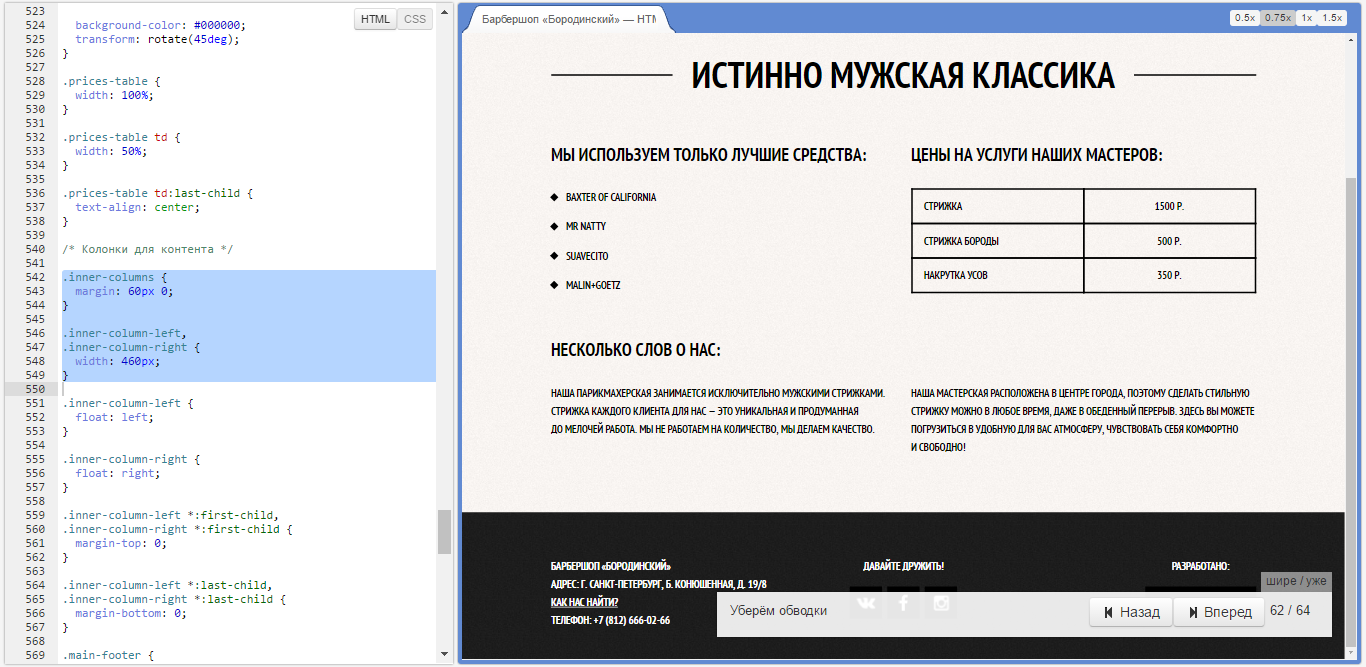 HTML CSS
523
524 background-color: #000000;
525 transform: rotate(45deg);
526 }
527
528 .prices-table {
529 width: 100%;
530 }
531
532 .prices-table td {
533 width: 50%;
534 }
535
536 .prices-table td:last-child {
537 text-align: center;
538 }
539
540 /* Колонки для контента */
541
542 .inner-columns {
543 margin: 60px 0;
544 }
545
546 .inner-column-left,
547 .inner-column-right {
548 width: 460px;
549 }
550
551 .inner-column-left {
552 float: left;
553 }
554
555 .inner-column-right {
556 float: right;
557 }
558
559 .inner-column-left *:first-child,
560 .inner-column-right *:first-child {
561 margin-top: 0;
562 }
563
564 .inner-column-left *:last-child,
565 .inner-column-right *:last-child {
566 margin-bottom: 0;
567 }
568
569 .main-footer {
Барбершоп «Бородинский» — HTM
0.5x 0.75x 1x 1.5x
ИСТИННО МУЖСКАЯ КЛАССИКА
МЫ ИСПОЛЬЗУЕМ ТОЛЬКО ЛУЧШИЕ СРЕДСТВА:
BAXTER OF CALIFORNIA
MR NATTY
SUAVECITO
MALIN+GOETZ
ЦЕНЫ НА УСЛУГИ НАШИХ МАСТЕРОВ:
СТРИЖКА 1500 Р.
СТРИЖКА БОРОДЫ 500 Р.
НАКРУТКА УСОВ 350 Р.
НЕСКОЛЬКО СЛОВ О НАС:
НАША ПАРИКМАХЕРСКАЯ ЗАНИМАЕТСЯ ИСКЛЮЧИТЕЛЬНО МУЖСКИМИ СТРИЖКАМИ.
СТРИЖКА КАЖДОГО КЛИЕНТА ДЛЯ НАС – ЭТО УНИКАЛЬНАЯ И ПРОДУМАННАЯ
ДО МЕЛОЧЕЙ РАБОТА. МЫ НЕ РАБОТАЕМ НА КОЛИЧЕСТВО, МЫ ДЕЛАЕМ КАЧЕСТВО.
НАША МАСТЕРСКАЯ РАСПОЛОЖЕНА В ЦЕНТРЕ ГОРОДА, ПОЭТОМУ СДЕЛАТЬ СТИЛЬНУЮ
СТРИЖКУ МОЖНО В ЛЮБОЕ ВРЕМЯ, ДАЖЕ В ОБЕДЕННЫЙ ПЕРЕРЫВ. ЗДЕСЬ ВЫ МОЖЕТЕ
ПОГРУЗИТЬСЯ В УДОБНУЮ ДЛЯ ВАС АТМОСФЕРУ, ЧУВСТВОВАТЬ СЕБЯ КОМФОРТНО
И СВОБОДНО!
БАРБЕРШОП «БОРОДИНСКИЙ»
АДРЕС: Г. САНКТ-ПЕТЕРБУРГ, Б. КОНЮШЕННАЯ, Д. 19/8
КАК НАС НАЙТИ?
ТЕЛЕФОН: +7 (812) 666-02-66
ДАВАЙТЕ ДРУЖИТЬ!
РАЗРАБОТАНО:
шире / уже
Уберём обводки
Назад Вперед 62 / 64